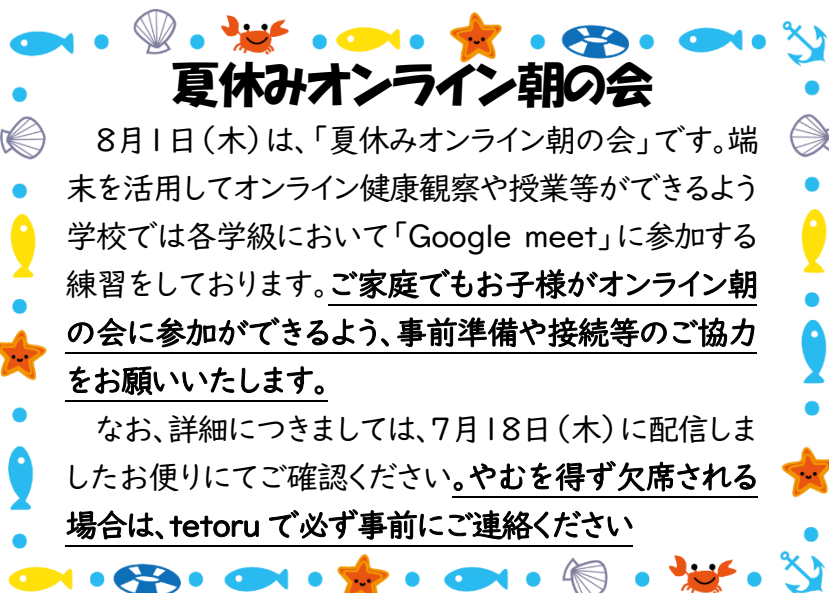 夏休みオンライン朝の会
８月１日（木）は、「夏休みオンライン朝の会」です。端
末を活用してオンライン健康観察や授業等ができるよう
学校では各学級において「Google meet」に参加する
練習をしております。ご家庭でもお子様がオンライン朝
の会に参加ができるよう、事前準備や接続等のご協力
をお願いいたします。
なお、詳細につきましては、７月１８日（木）に配信しま
したお便りにてご確認ください。やむを得ず欠席される
場合は、tetoru で必ず事前にご連絡ください